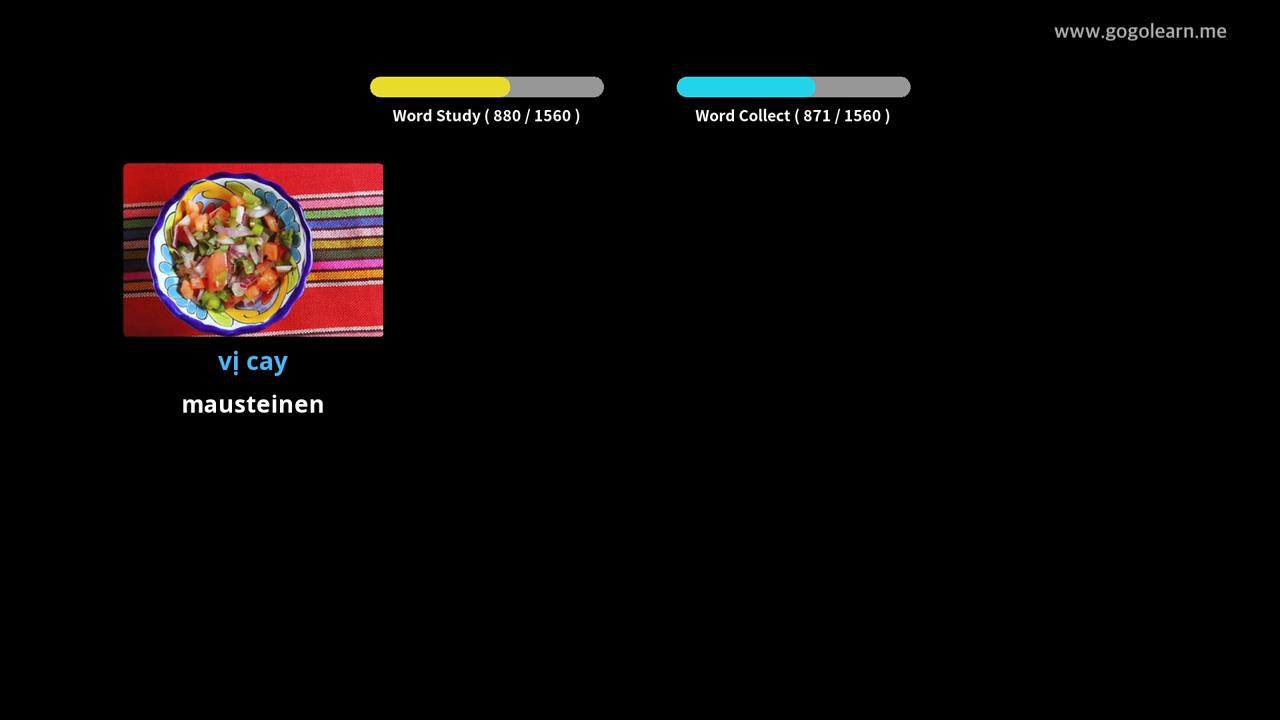 www.gogolearn.me
Word Study ( 880 / 1560 )
Word Collect ( 871 / 1560 )
vị cay
mausteinen